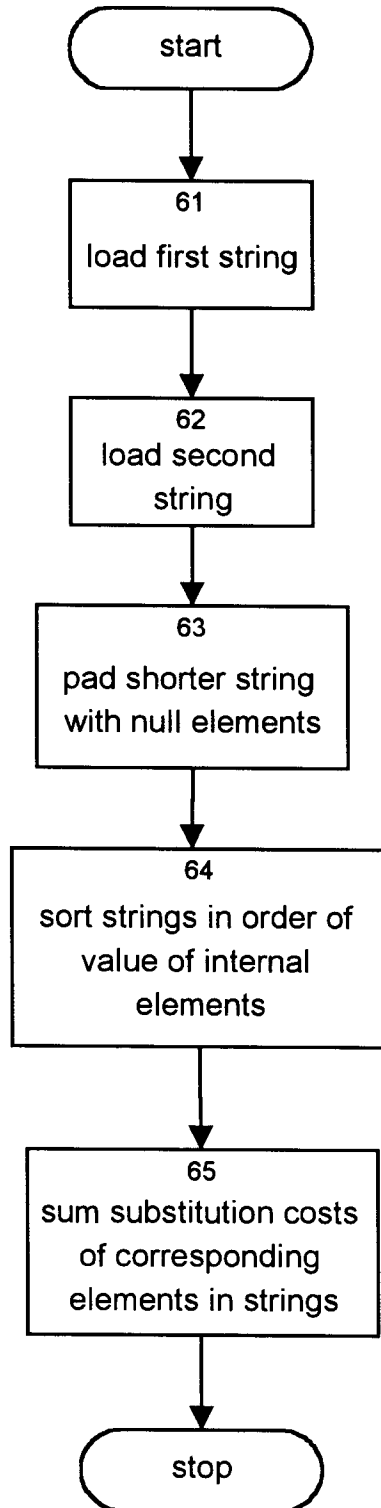 start
61
load first string
62
load second
string
63
pad shorter string
with null elements
64
sort strings in order of
value of internal
elements
65
sum substitution costs
of corresponding
elements in strings
stop